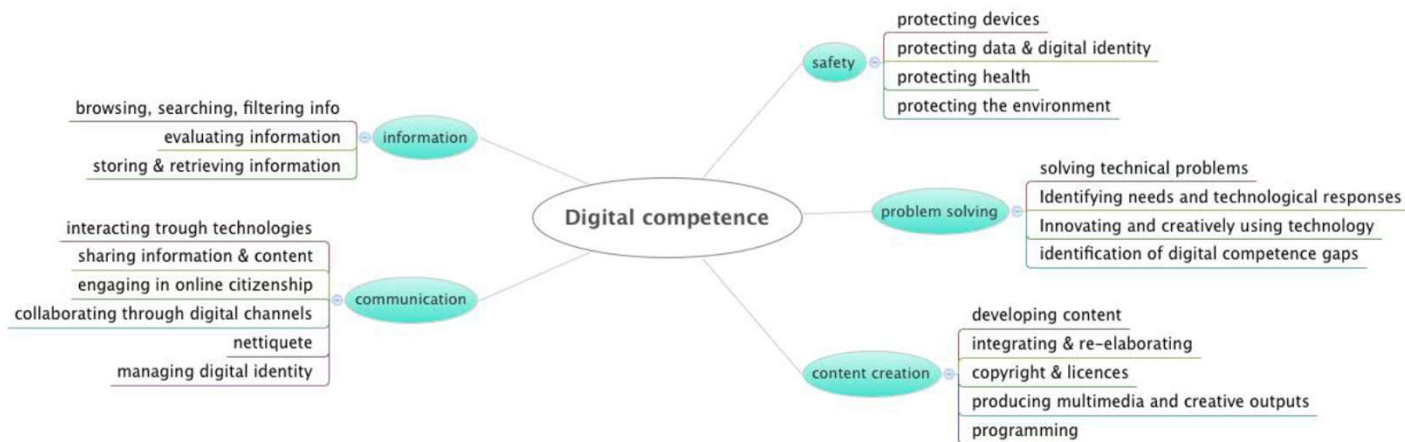 Digital competence
information
browsing, searching, filtering info
evaluating information
storing & retrieving information
communication
interacting trough technologies
sharing information & content
engaging in online citizenship
collaborating through digital channels
nettiquete
managing digital identity
safety
protecting devices
protecting data & digital identity
protecting health
protecting the environment
problem solving
solving technical problems
Identifying needs and technological responses
Innovating and creatively using technology
identification of digital competence gaps
content creation
developing content
integrating & re-elaborating
copyright & licences
producing multimedia and creative outputs
programming